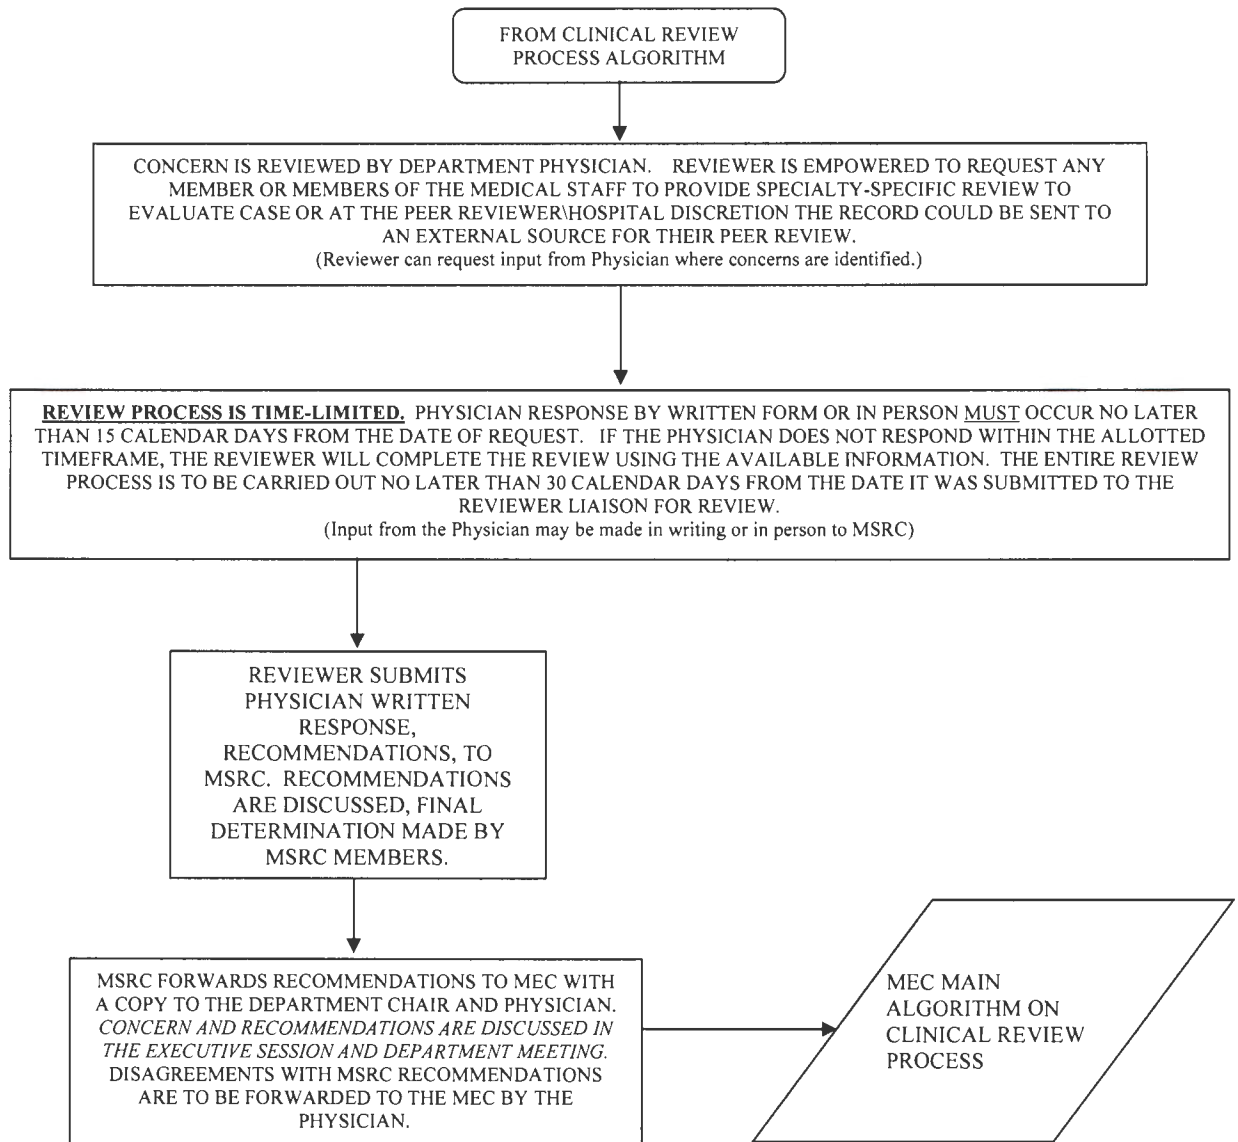 FROM CLINICAL REVIEW
PROCESS ALGORITHM
CONCERN IS REVIEWED BY DEPARTMENT PHYSICIAN. REVIEWER IS EMPOWERED TO REQUEST ANY
MEMBER OR MEMBERS OF THE MEDICAL STAFF TO PROVIDE SPECIALTY-SPECIFIC REVIEW TO
EVALUATE CASE OR AT THE PEER REVIEWER\HOSPITAL DISCRETION THE RECORD COULD BE SENT TO
AN EXTERNAL SOURCE FOR THEIR PEER REVIEW.
(Reviewer can request input from Physician where concerns are identified.)
REVIEW PROCESS IS TIME-LIMITED. PHYSICIAN RESPONSE BY WRITTEN FORM OR IN PERSON MUST OCCUR NO LATER
THAN 15 CALENDAR DAYS FROM THE DATE OF REQUEST. IF THE PHYSICIAN DOES NOT RESPOND WITHIN THE ALLOTTED
TIMEFRAME, THE REVIEWER WILL COMPLETE THE REVIEW USING THE AVAILABLE INFORMATION. THE ENTIRE REVIEW
PROCESS IS TO BE CARRIED OUT NO LATER THAN 30 CALENDAR DAYS FROM THE DATE IT WAS SUBMITTED TO THE
REVIEWER LIAISON FOR REVIEW.
(Input from the Physician may be made in writing or in person to MSRC)
REVIEWER SUBMITS
PHYSICIAN WRITTEN
RESPONSE,
RECOMMENDATIONS, TO
MSRC. RECOMMENDATIONS
ARE DISCUSSED, FINAL
DETERMINATION MADE BY
MSRC MEMBERS.
MSRC FORWARDS RECOMMENDATIONS TO MEC WITH
A COPY TO THE DEPARTMENT CHAIR AND PHYSICIAN.
CONCERN AND RECOMMENDATIONS ARE DISCUSSED IN
THE EXECUTIVE SESSION AND DEPARTMENT MEETING.
DISAGREEMENTS WITH MSRC RECOMMENDATIONS
ARE TO BE FORWARDED TO THE MEC BY THE
PHYSICIAN.
MEC MAIN
ALGORITHM ON
CLINICAL REVIEW
PROCESS